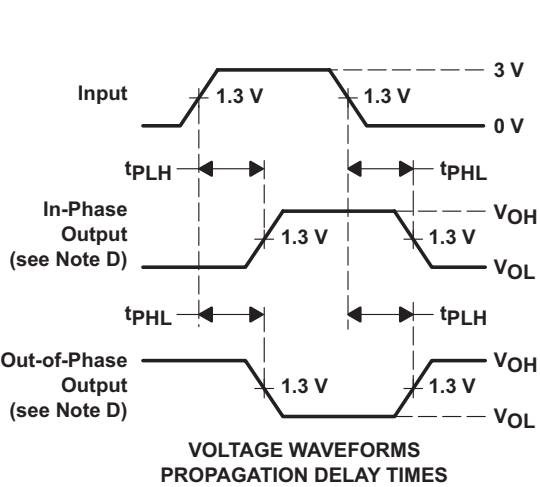 3 V
Input
1.3 V
1.3 V
0 V
tPLH
tPHL
In-Phase
Output
(see Note D)
VOH
1.3 V
1.3 V
VOL
tPHL
tPLH
Out-of-Phase
Output
(see Note D)
VOH
1.3 V
1.3 V
VOL
VOLTAGE WAVEFORMS
PROPAGATION DELAY TIMES